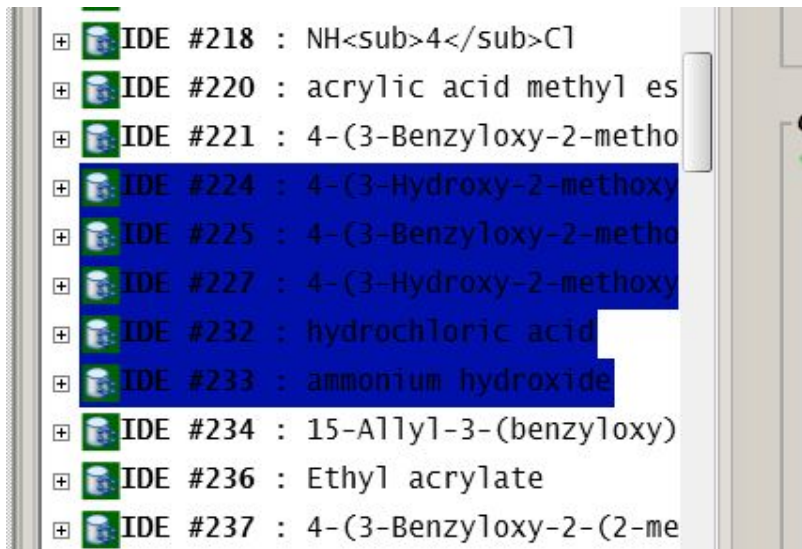 IDE #218 : NH<sub>4</sub>Cl
IDE #220 : acrylic acid methyl es
IDE #221 : 4-(3-Benzyloxy-2-metho
IDE #224 : 4-(3-Hydroxy-2-methoxy
IDE #225 : 4-(3-Benzyloxy-2-metho
IDE #227 : 4-(3-Hydroxy-2-methoxy
IDE #232 : hydrochloric acid
IDE #233 : ammonium hydroxide
IDE #234 : 15-Allyl-3-(benzyloxy)
IDE #236 : Ethyl acrylate
IDE #237 : 4-(3-Benzyloxy-2-(2-me